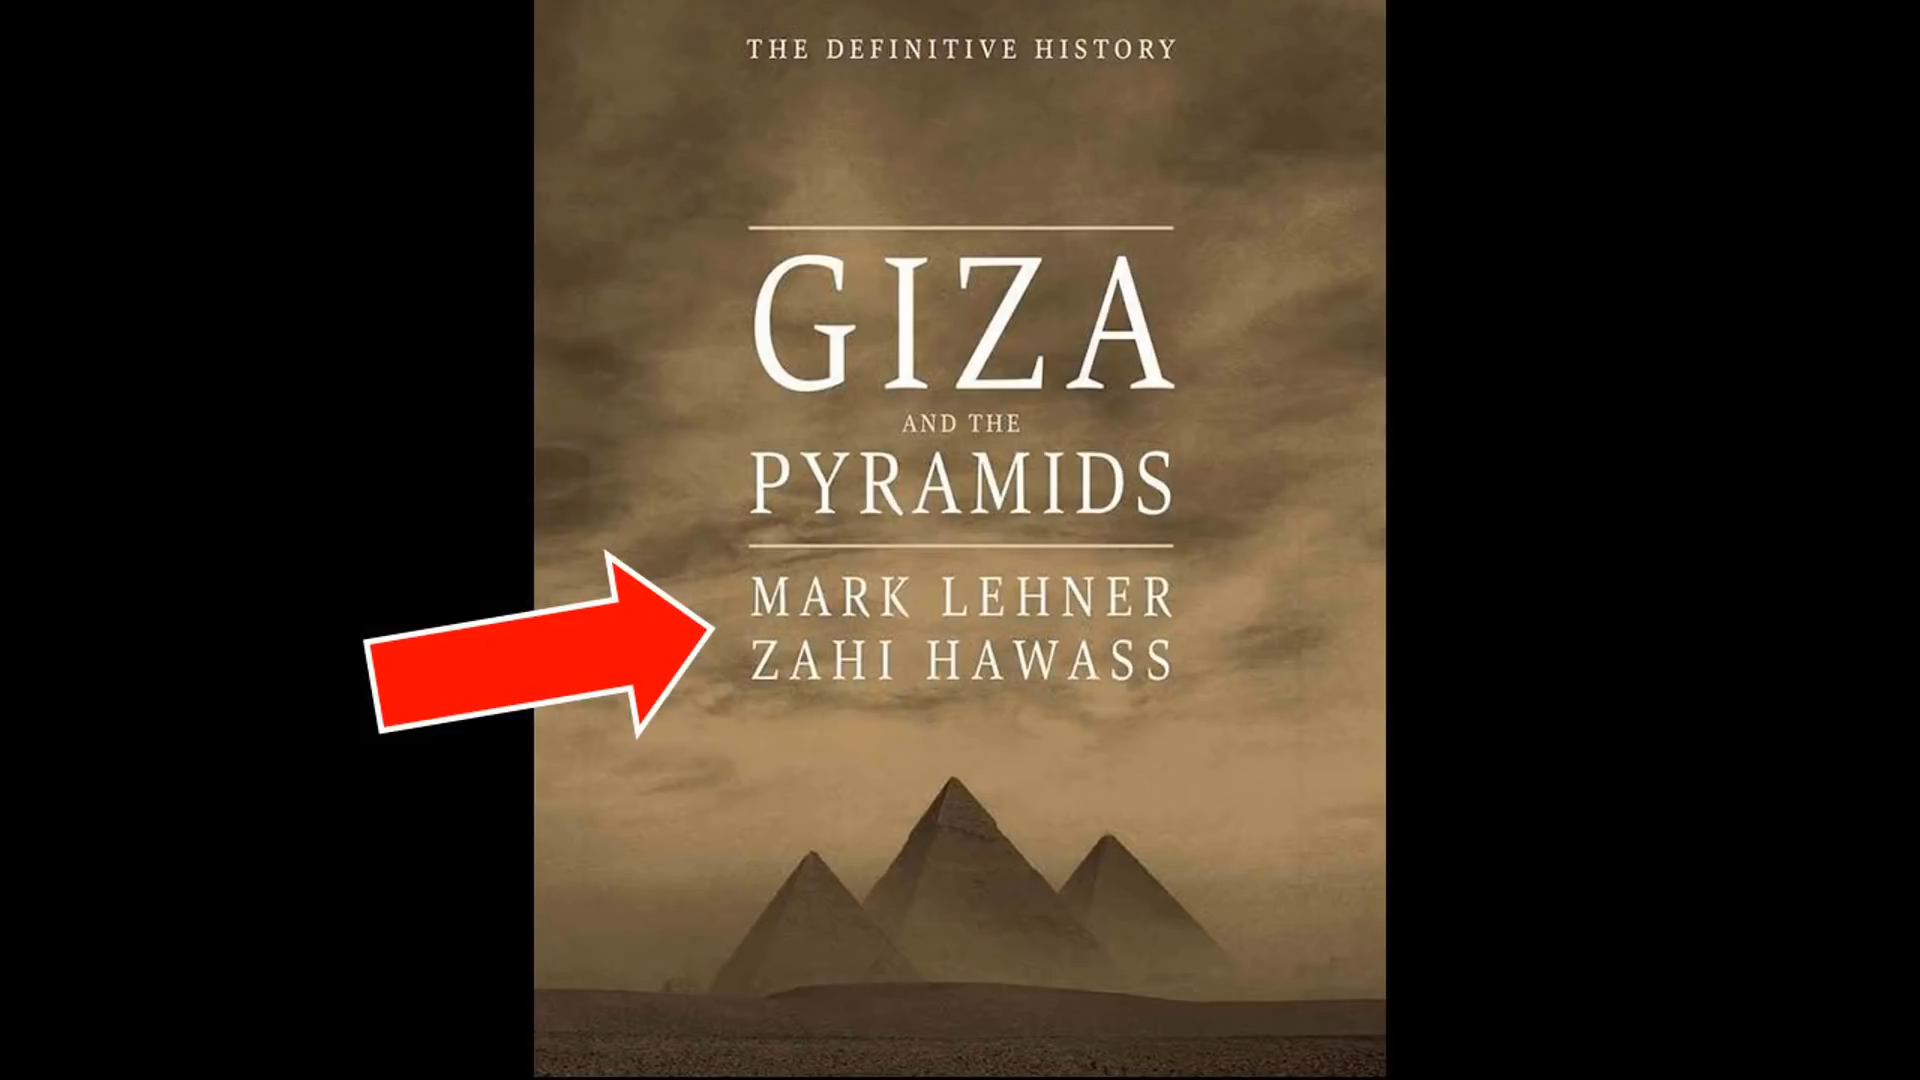 THE DEFINITIVE HISTORY
GIZA
AND THE
PYRAMIDS
MARK LEHNER
ZAHI HAWASS